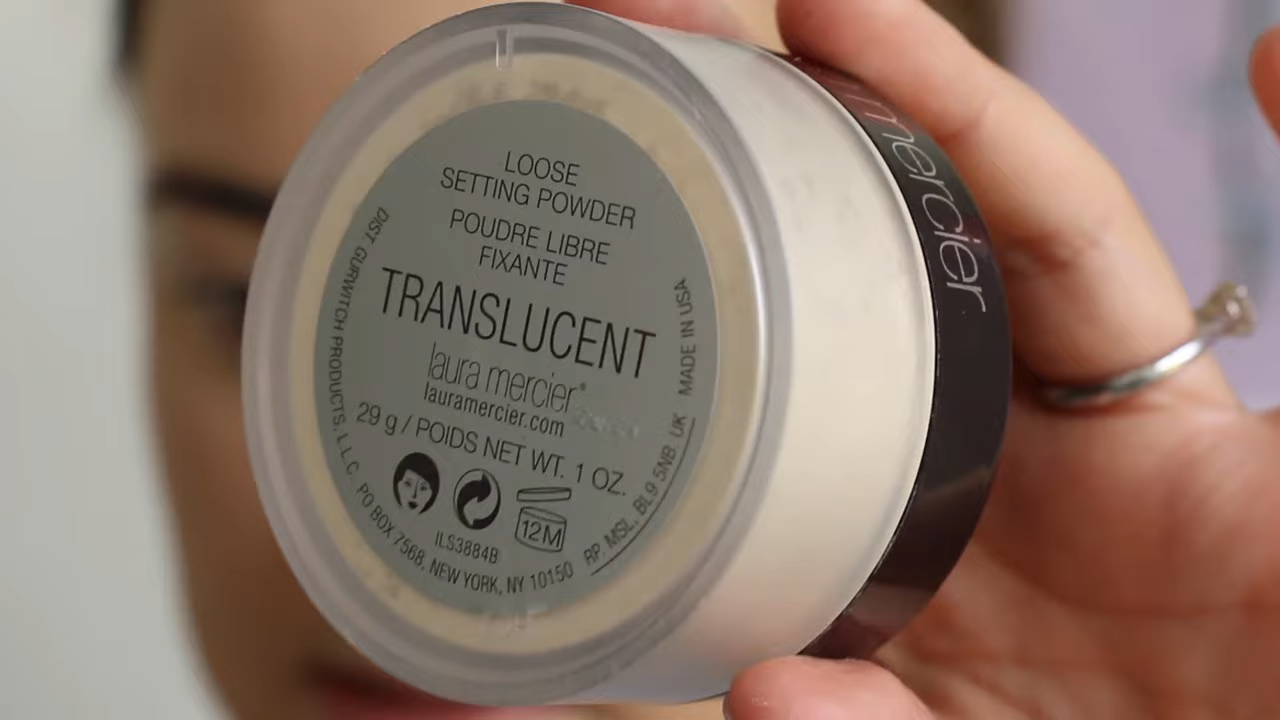 LOOSE
SETTING POWDER
POUDRE LIBRE
FIXANTE
TRANSLUCENT
laura mercier®
lauramercier.com
29 g / POIDS NET WT. 1 OZ.
12M
ILS3884B
DIST. GURWITCH PRODUCTS, L.L.C. PO BOX 7568, NEW YORK, NY 10150
RP. MSL, BL9 5NB UK
MADE IN USA
mercier